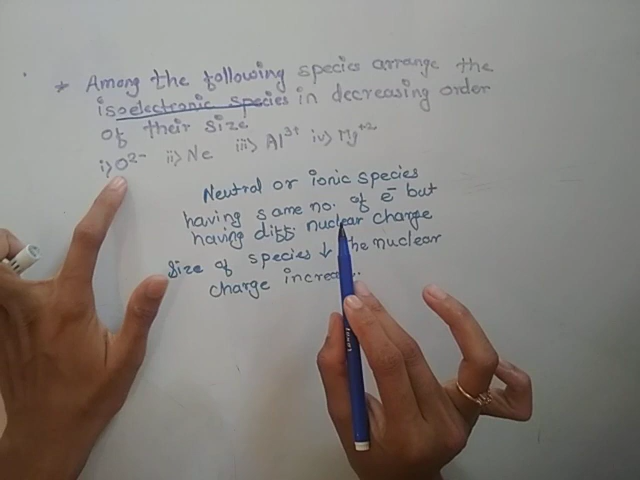 * Among the following species arrange the
isoelectronic species in decreasing order
of their size
i) O²⁻ ii) Ne iii) Al³⁺ iv) Mg⁺²
Neutral or ionic species
having same no. of e⁻ but
having diff. nuclear charge
Size of species ↓ the nuclear
charge increa